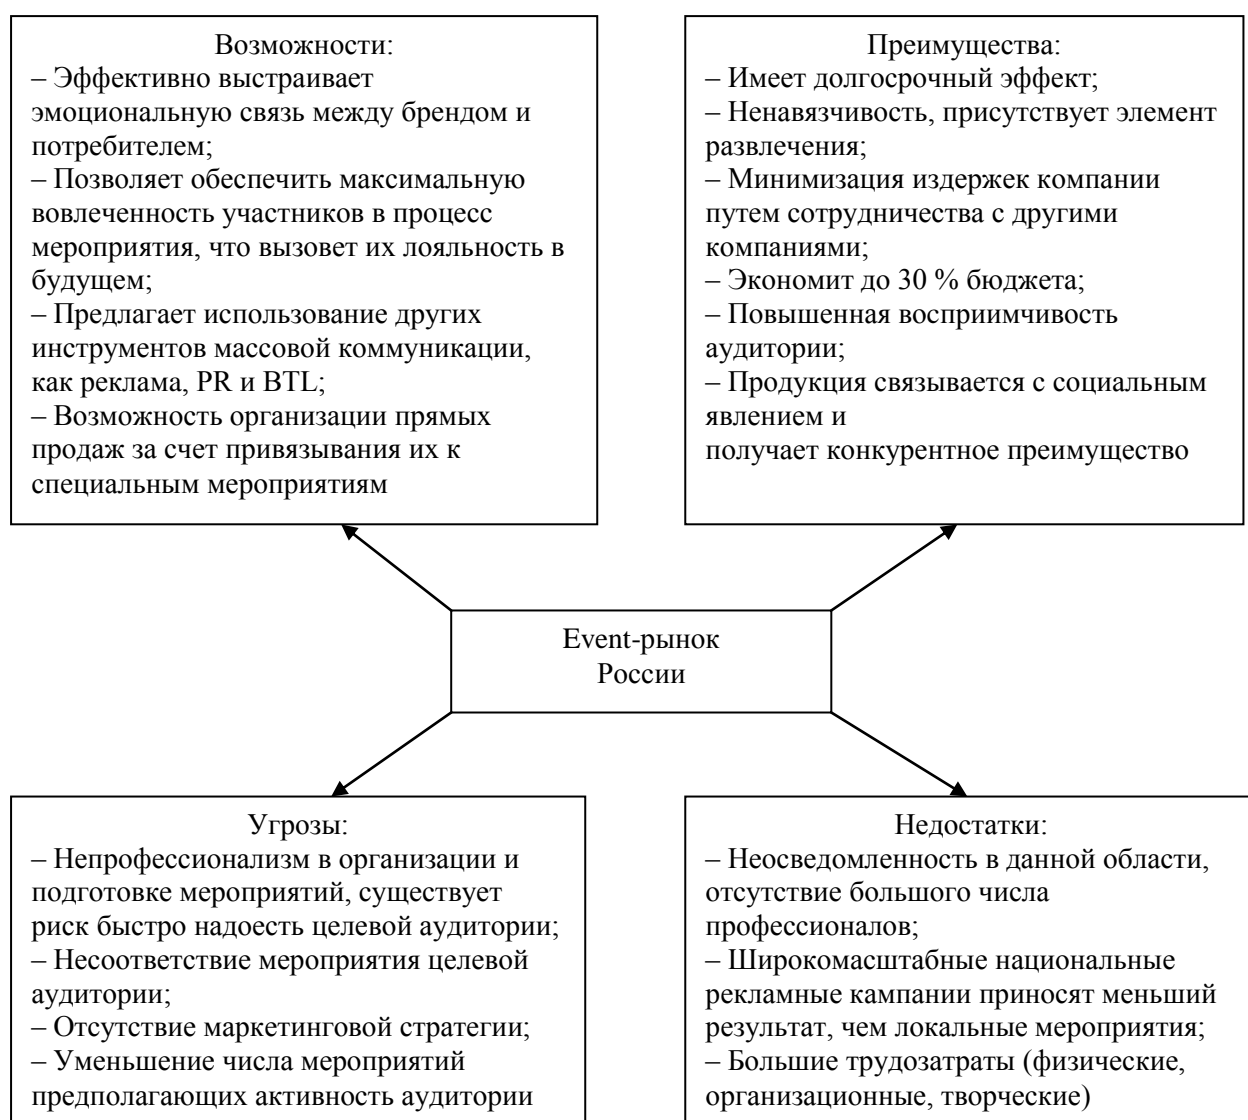 Возможности:
– Эффективно выстраивает
эмоциональную связь между брендом и
потребителем;
– Позволяет обеспечить максимальную
вовлеченность участников в процесс
мероприятия, что вызовет их лояльность в
будущем;
– Предлагает использование других
инструментов массовой коммуникации,
как реклама, PR и BTL;
– Возможность организации прямых
продаж за счет привязывания их к
специальным мероприятиям
Преимущества:
– Имеет долгосрочный эффект;
– Ненавязчивость, присутствует элемент
развлечения;
– Минимизация издержек компании
путем сотрудничества с другими
компаниями;
– Экономит до 30 % бюджета;
– Повышенная восприимчивость
аудитории;
– Продукция связывается с социальным
явлением и
получает конкурентное преимущество
Event-рынок
России
Угрозы:
– Непрофессионализм в организации и
подготовке мероприятий, существует
риск быстро надоесть целевой аудитории;
– Несоответствие мероприятия целевой
аудитории;
– Отсутствие маркетинговой стратегии;
– Уменьшение числа мероприятий
предполагающих активность аудитории
Недостатки:
– Неосведомленность в данной области,
отсутствие большого числа
профессионалов;
– Широкомасштабные национальные
рекламные кампании приносят меньший
результат, чем локальные мероприятия;
– Большие трудозатраты (физические,
организационные, творческие)